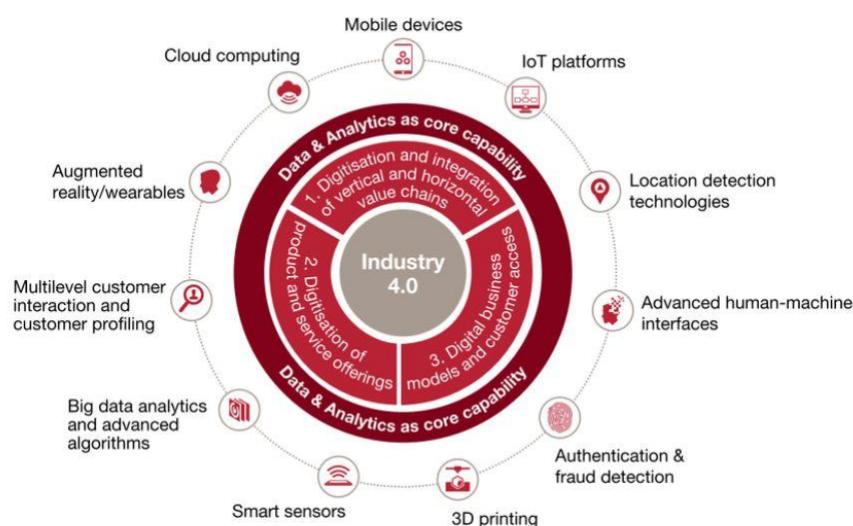 Mobile devices
Cloud computing
IoT platforms
Augmented
reality/wearables
Location detection
technologies
Multilevel customer
interaction and
customer profiling
Advanced human-machine
interfaces
Big data analytics
and advanced
algorithms
Authentication &
fraud detection
Smart sensors
3D printing
Data & Analytics as core capability
1. Digitisation and integration
of vertical and horizontal
value chains
2. Digitisation of
product and service offerings
3. Digital business
models and customer access
Industry
4.0
Data & Analytics as core capability